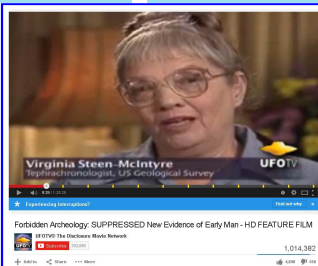 Virginia Steen-McIntyre
Tephrachronologist, US Geological Survey
UFOTV
Experiencing interruptions?
Find out why
Forbidden Archeology: SUPPRESSED New Evidence of Early Man - HD FEATURE FILM
UFOTV® The Disclosure Movie Network
Subscribe
1,014,382
Add to
Share
More